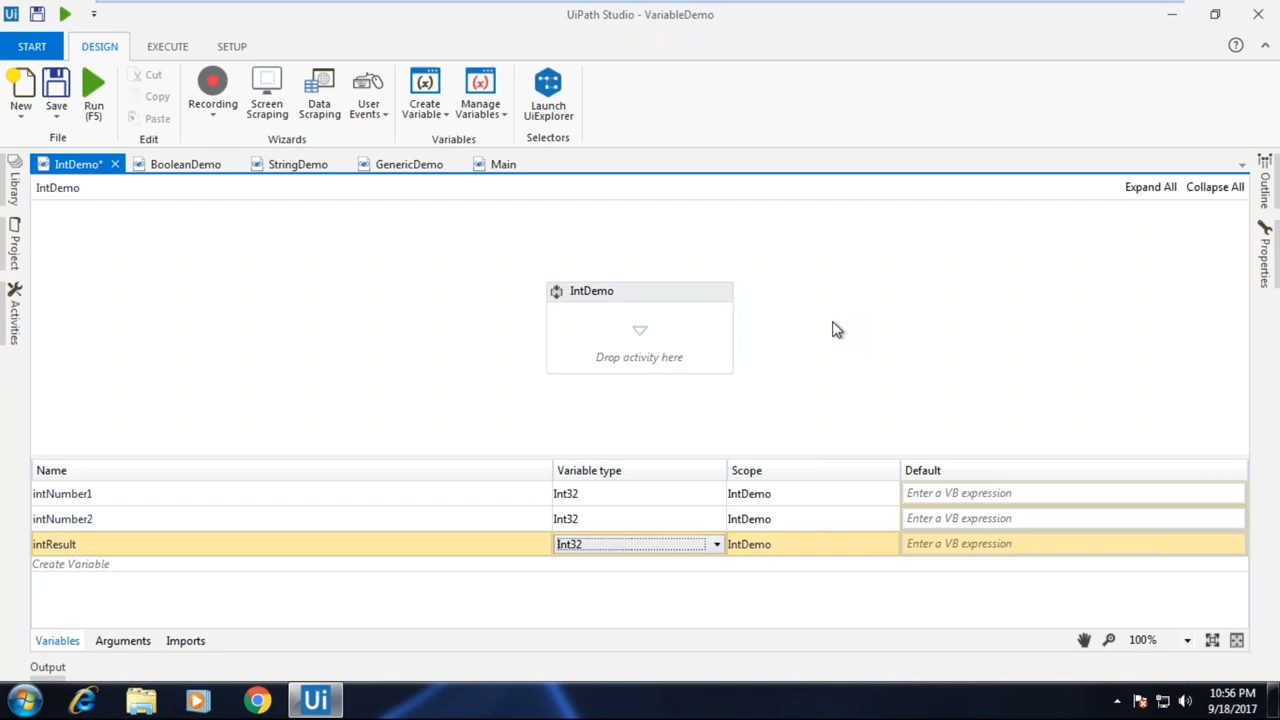 Ui
UiPath Studio - VariableDemo
START DESIGN EXECUTE SETUP
New
Save
Run
(F5)
File
Cut
Copy
Paste
Edit
Recording
Screen
Scraping
Data
Scraping
User
Events
Wizards
Create
Variable
Manage
Variables
Variables
Launch
UiExplorer
Selectors
IntDemo* BooleanDemo StringDemo GenericDemo Main
IntDemo Expand All Collapse All
Library
Project
Activities
Outline
Properties
IntDemo
Drop activity here
Name Variable type Scope Default
intNumber1 Int32 IntDemo Enter a VB expression
intNumber2 Int32 IntDemo Enter a VB expression
intResult Int32 IntDemo Enter a VB expression
Create Variable
Variables Arguments Imports 100%
Output
Ui
10:56 PM
9/18/2017